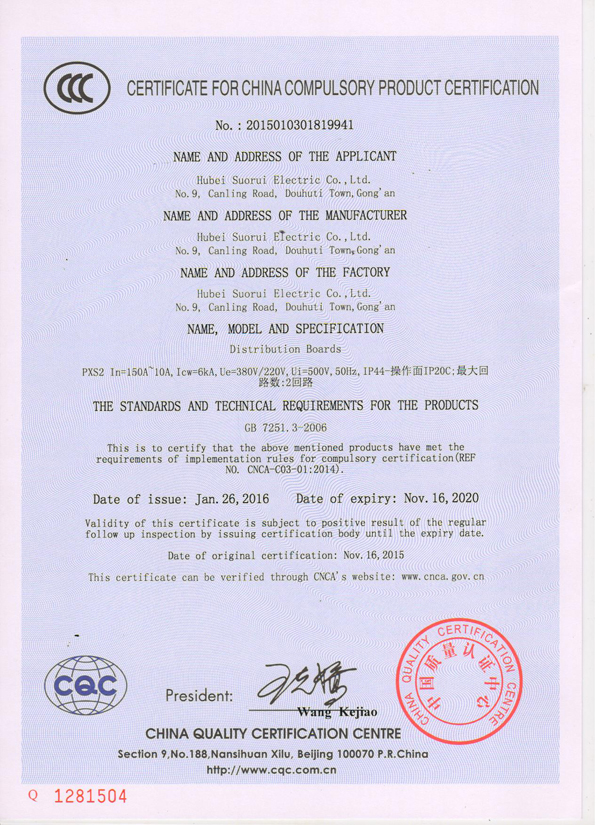 CCC
CERTIFICATE FOR CHINA COMPULSORY PRODUCT CERTIFICATION
No. : 2015010301819941
NAME AND ADDRESS OF THE APPLICANT
Hubei Suorui Electric Co., Ltd.
No. 9, Canling Road, Douhuti Town, Gong'an
NAME AND ADDRESS OF THE MANUFACTURER
Hubei Suorui Electric Co., Ltd.
No. 9, Canling Road, Douhuti Town, Gong'an
NAME AND ADDRESS OF THE FACTORY
Hubei Suorui Electric Co., Ltd.
No. 9, Canling Road, Douhuti Town, Gong'an
NAME, MODEL AND SPECIFICATION
Distribution Boards
PXS2 In=150A~10A, Icw=6kA, Ue=380V/220V, Ui=500V, 50Hz, IP44-操作面IP20C;最大回
路数:2回路
THE STANDARDS AND TECHNICAL REQUIREMENTS FOR THE PRODUCTS
GB 7251.3-2006
This is to certify that the above mentioned products have met the
requirements of implementation rules for compulsory certification(REF
NO. CNCA-C03-01:2014).
Date of issue: Jan. 26, 2016 Date of expiry: Nov. 16, 2020
Validity of this certificate is subject to positive result of the regular
follow up inspection by issuing certification body until the expiry date.
Date of original certification: Nov. 16, 2015
This certificate can be verified through CNCA's website: www.cnca.gov.cn
CQC
President:
王克娇
Wang Kejiao
CHINA QUALITY CERTIFICATION CENTRE
中国质量认证中心
CHINA QUALITY CERTIFICATION CENTRE
Section 9, No.188, Nansihuan Xilu, Beijing 100070 P.R.China
http://www.cqc.com.cn
Q 1281504